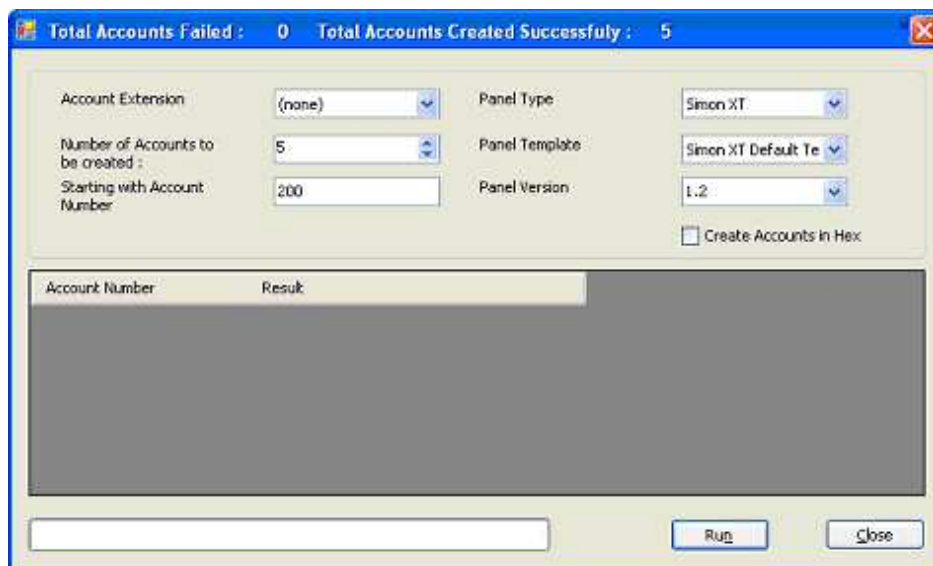 Total Accounts Failed : 0 Total Accounts Created Successfuly : 5
Account Extension
(none)
Panel Type
Simon XT
Number of Accounts to
be created :
5
Panel Template
Simon XT Default Te
Starting with Account
Number
200
Panel Version
1.2
Create Accounts in Hex
Account Number Result
Run
Close